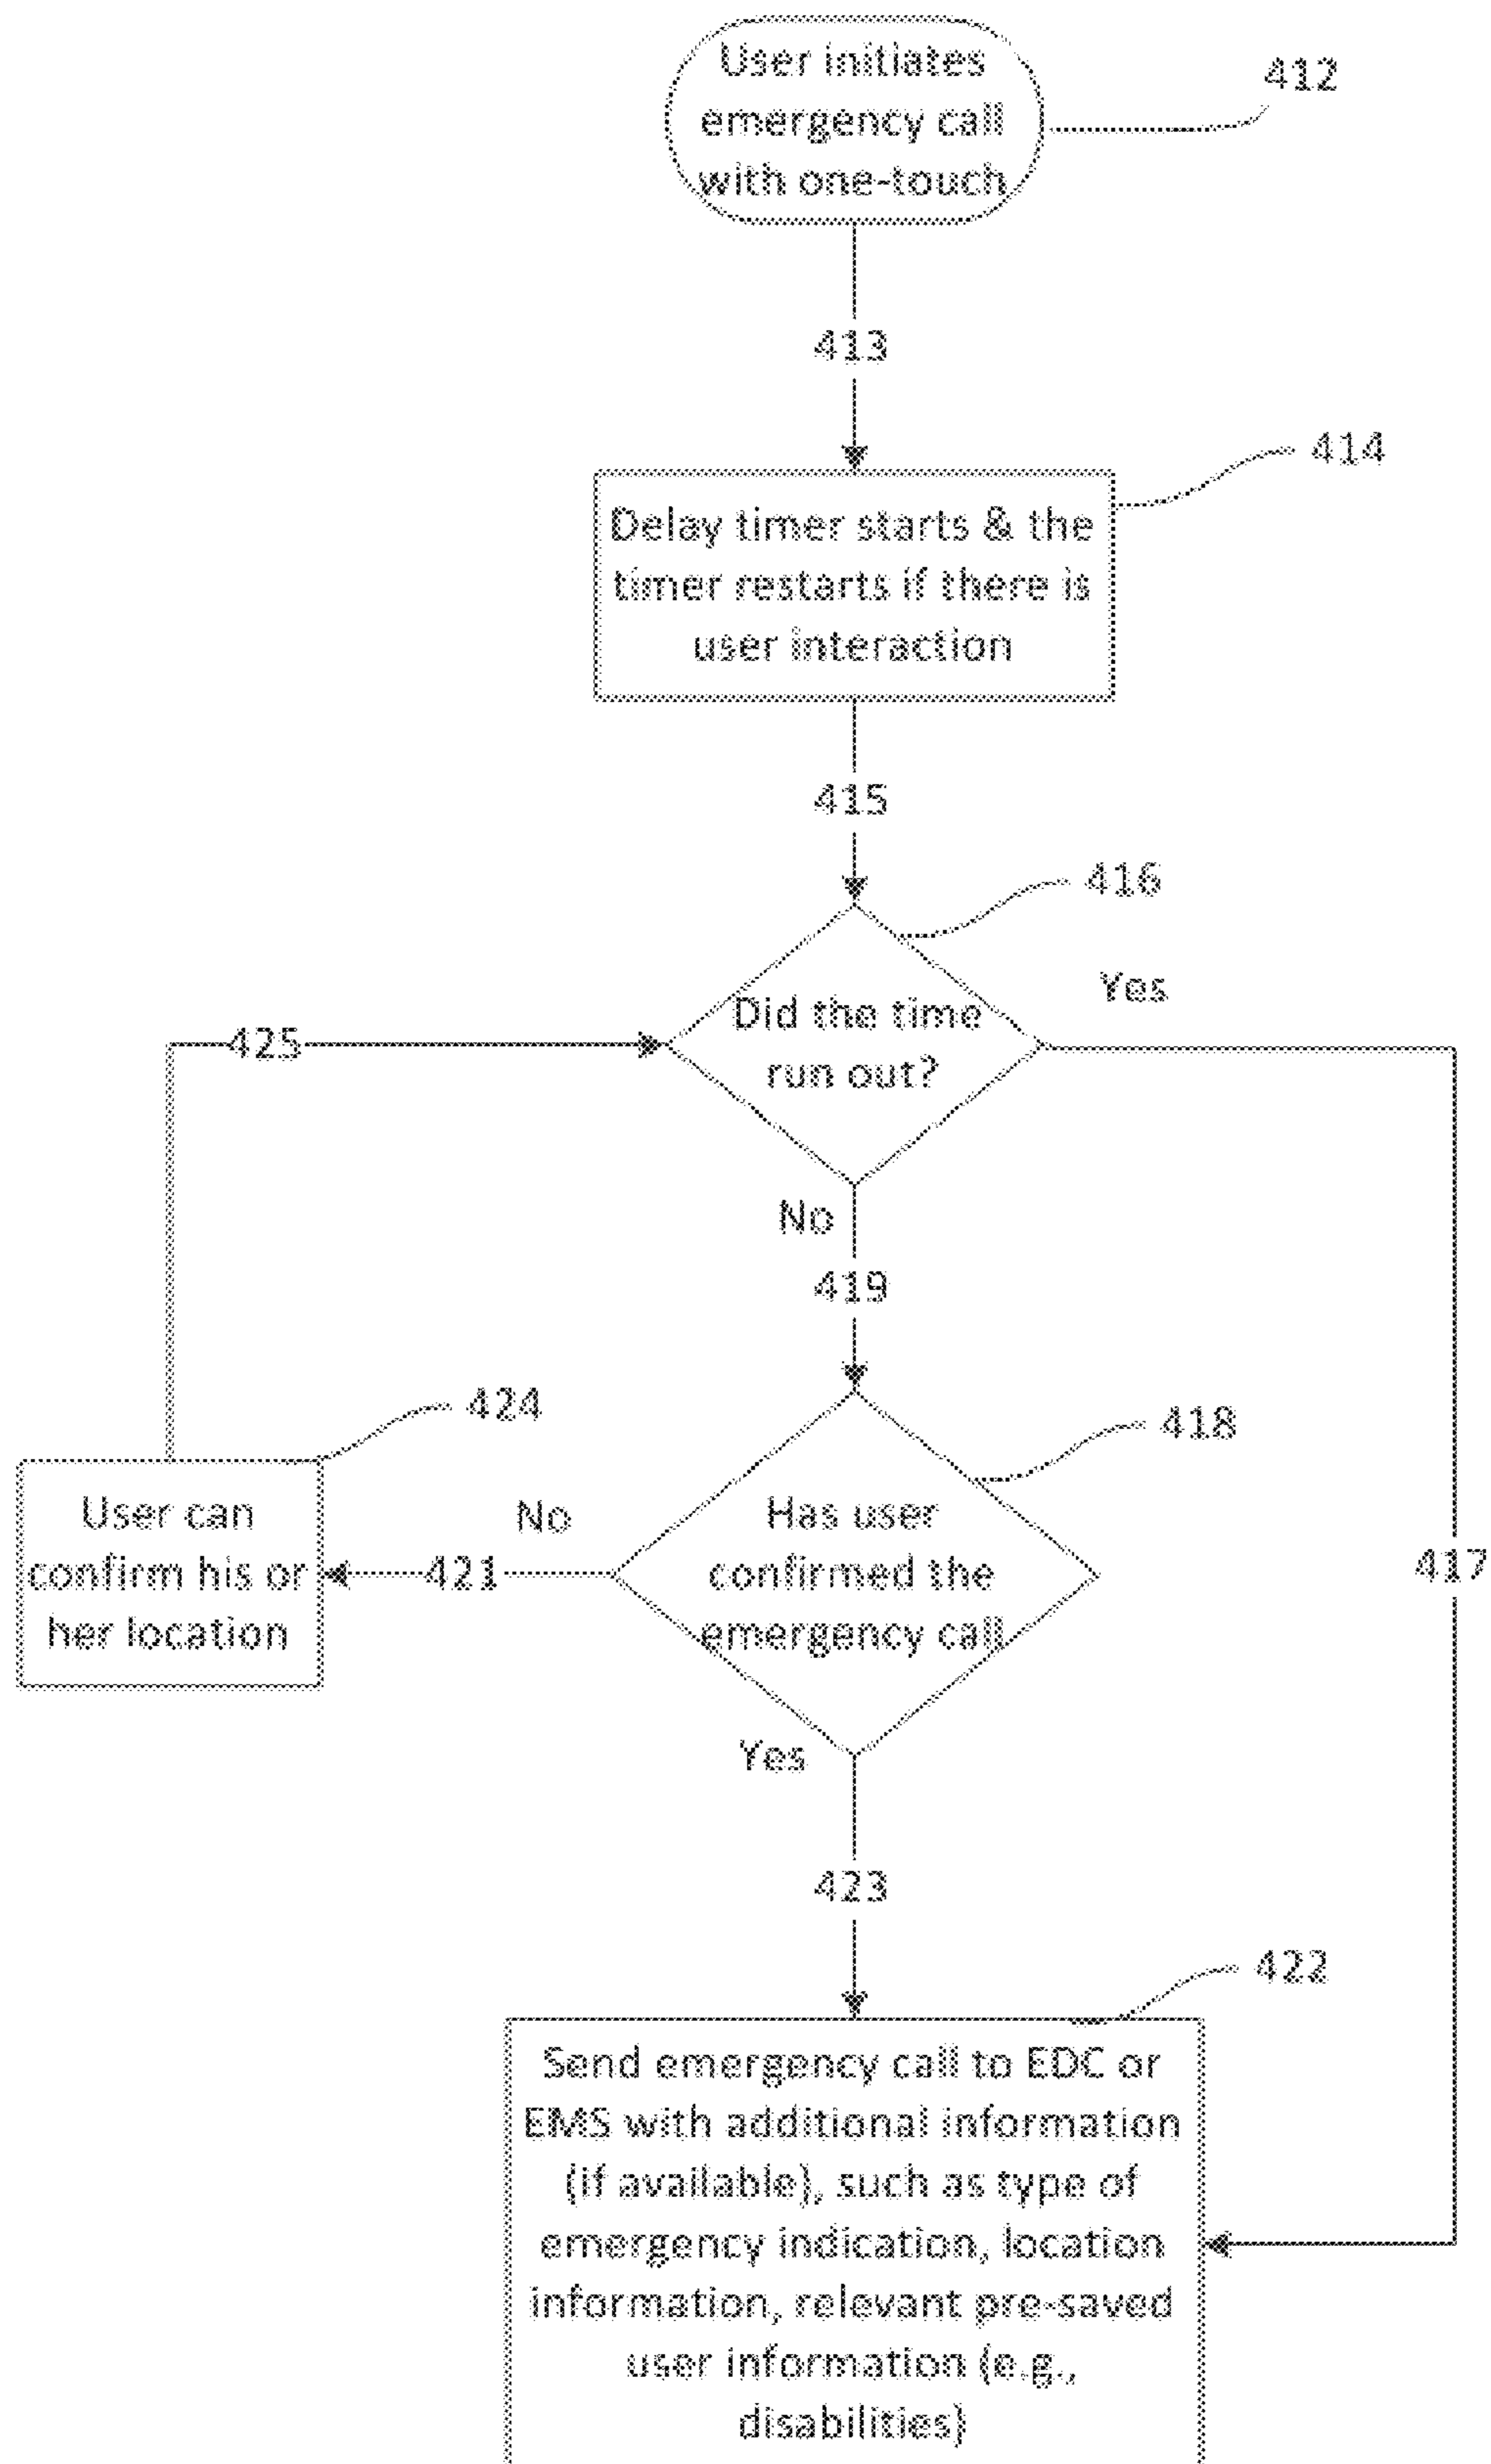 User initiates
emergency call
with one-touch
412
413
414
Delay timer starts & the
timer restarts if there is
user interaction
415
416
Yes
Did the time
run out?
425
No
419
424
418
User can
confirm his or
her location
No
421
Has user
confirmed the
emergency call
417
Yes
423
422
Send emergency call to EDC or
EMS with additional information
(if available), such as type of
emergency indication, location
information, relevant pre-saved
user information (e.g.,
disabilities)